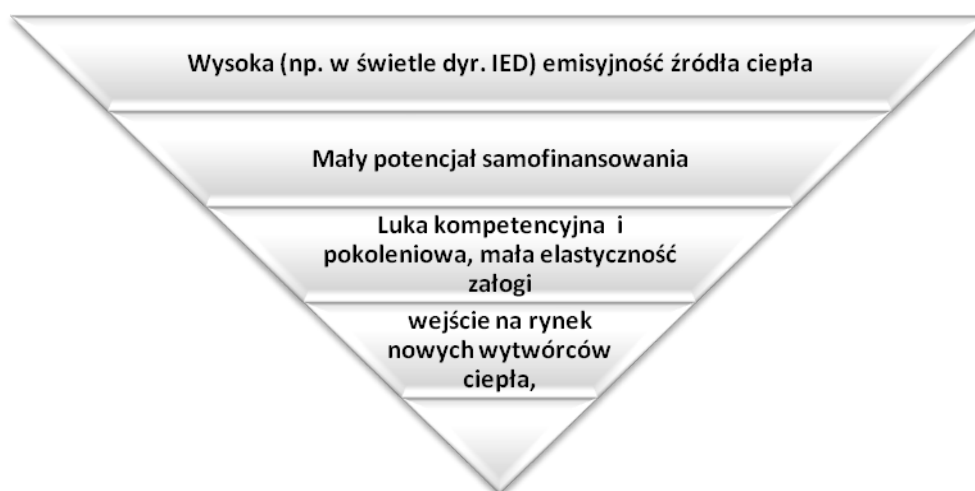 Wysoka (np. w świetle dyr. IED) emisyjność źródła ciepła
Mały potencjał samofinansowania
Luka kompetencyjna i
pokoleniowa, mała elastyczność
załogi
wejście na rynek
nowych wytwórców
ciepła,